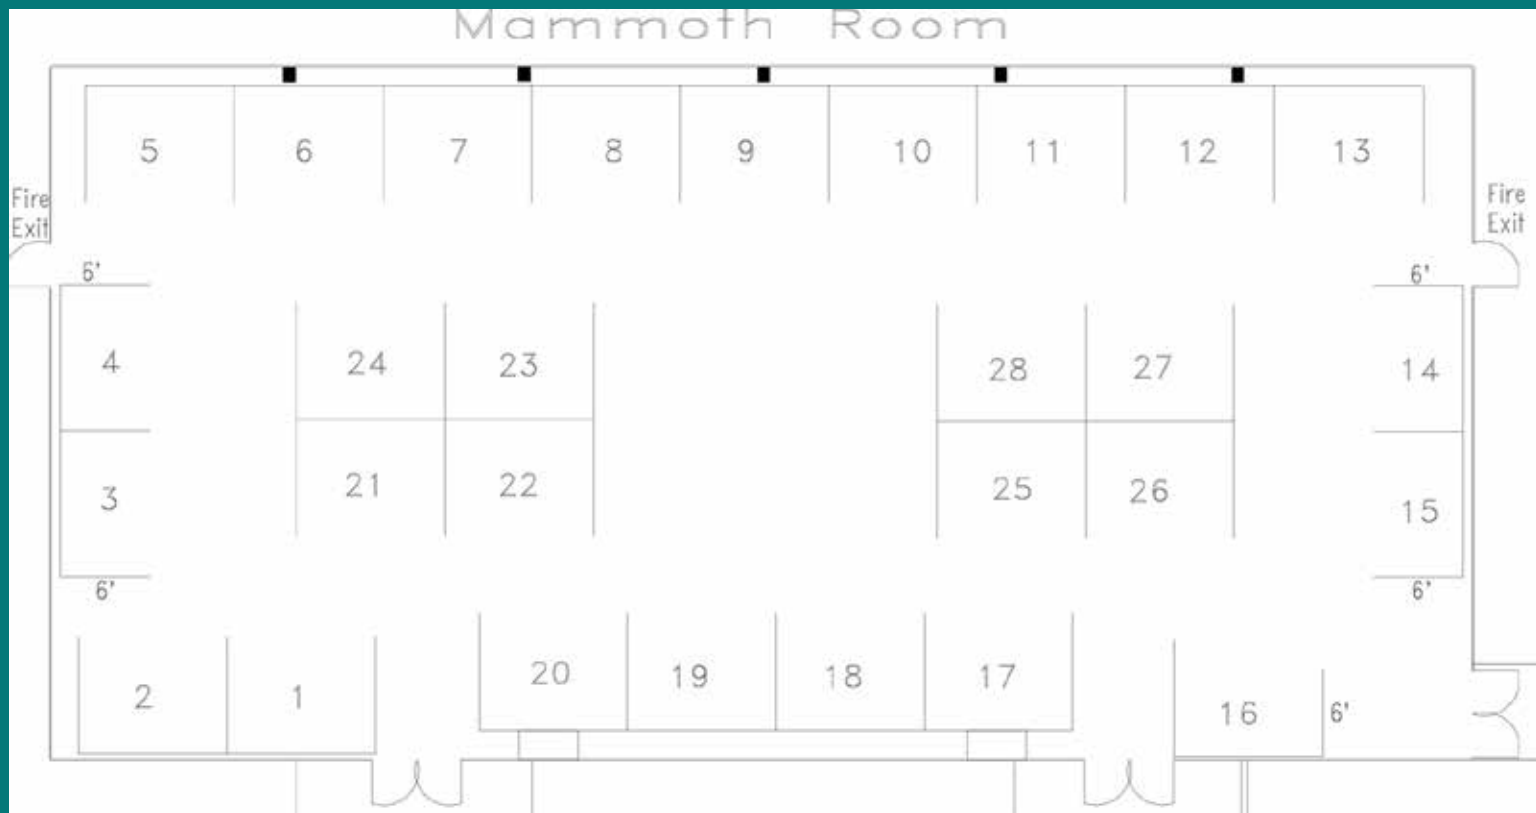 Mammoth Room
5 6 7 8 9 10 11 12 13
Fire
Exit
Fire
Exit
6' 6'
4 24 23 28 27 14
3 21 22 25 26 15
6' 6'
2 1 20 19 18 17 16 6'